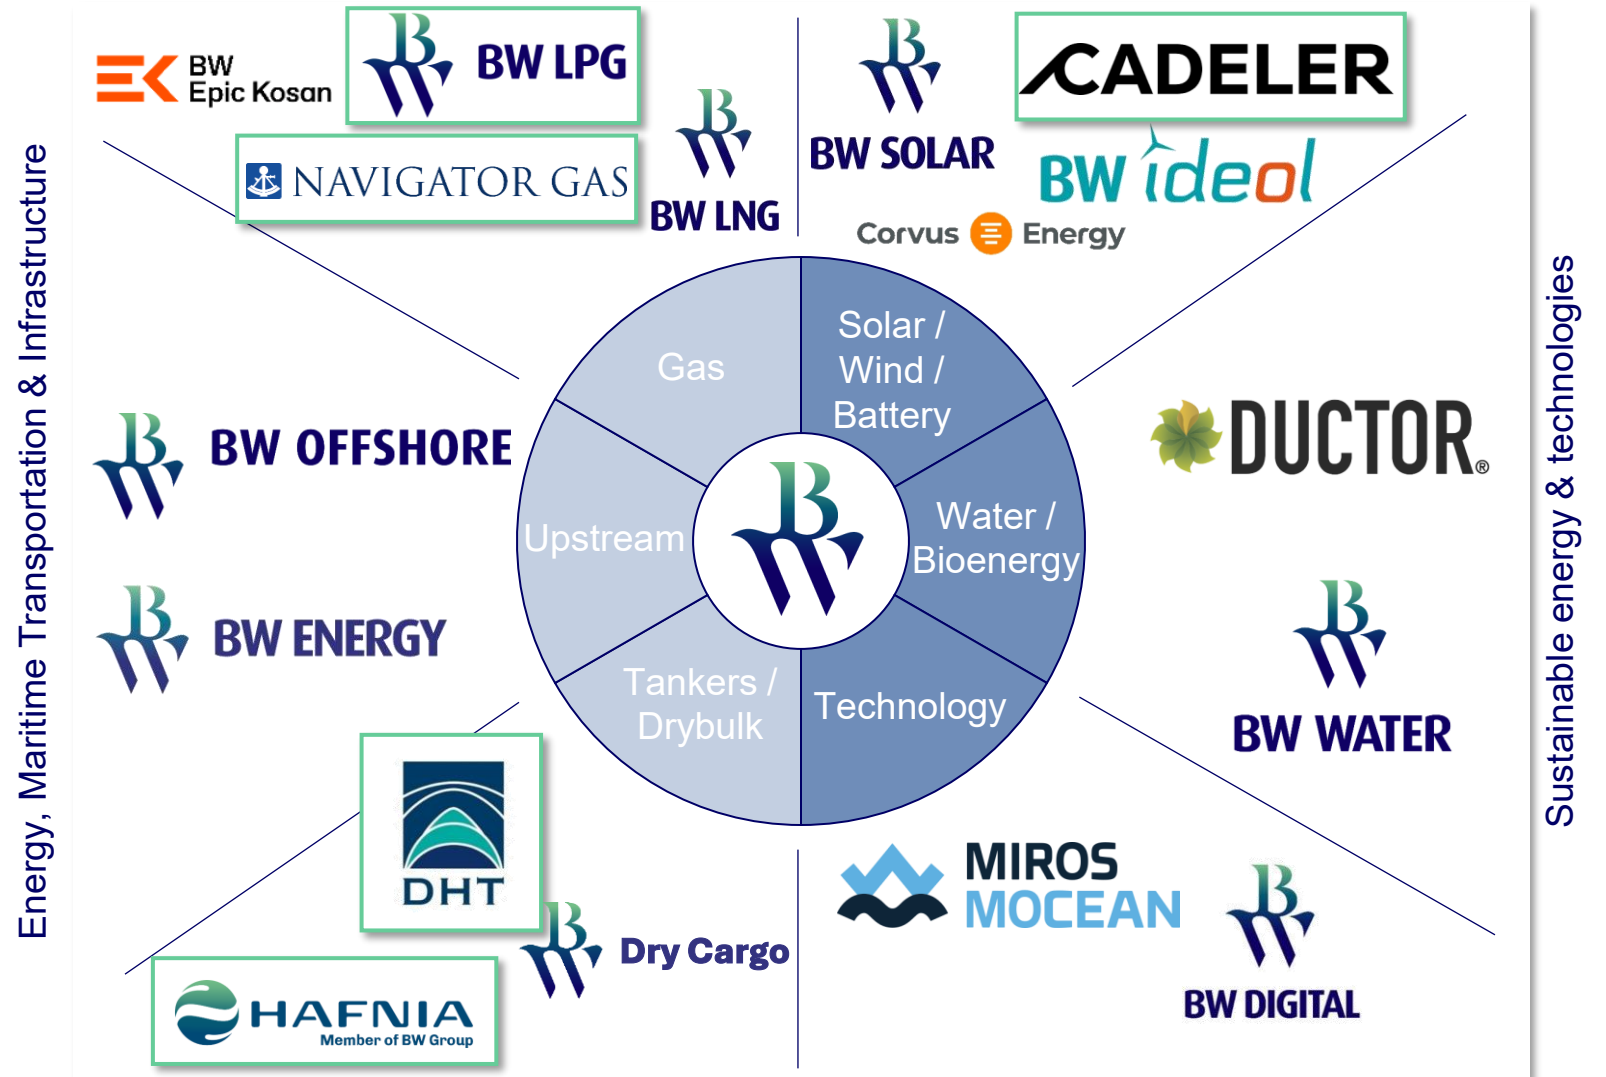 Energy, Maritime Transportation & Infrastructure
BW
Epic Kosan
BW LPG
NAVIGATOR GAS
BW LNG
BW SOLAR
CADELER
BW ideol
Corvus Energy
Gas
Solar /
Wind /
Battery
BW OFFSHORE
BW ENERGY
Upstream
Water /
Bioenergy
DUCTOR®
BW WATER
Tankers /
Drybulk
Technology
DHT
Dry Cargo
HAFNIA
Member of BW Group
MIROS
MOCEAN
BW DIGITAL
Sustainable energy & technologies